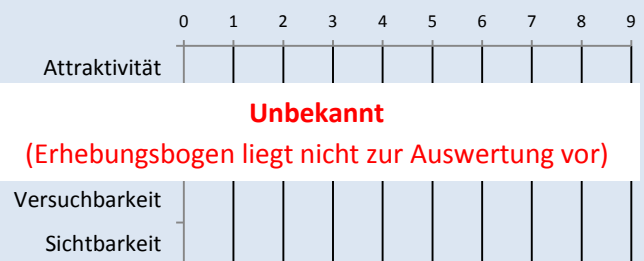 0 1 2 3 4 5 6 7 8 9
Attraktivität
Unbekannt
(Erhebungsbogen liegt nicht zur Auswertung vor)
Versuchbarkeit
Sichtbarkeit